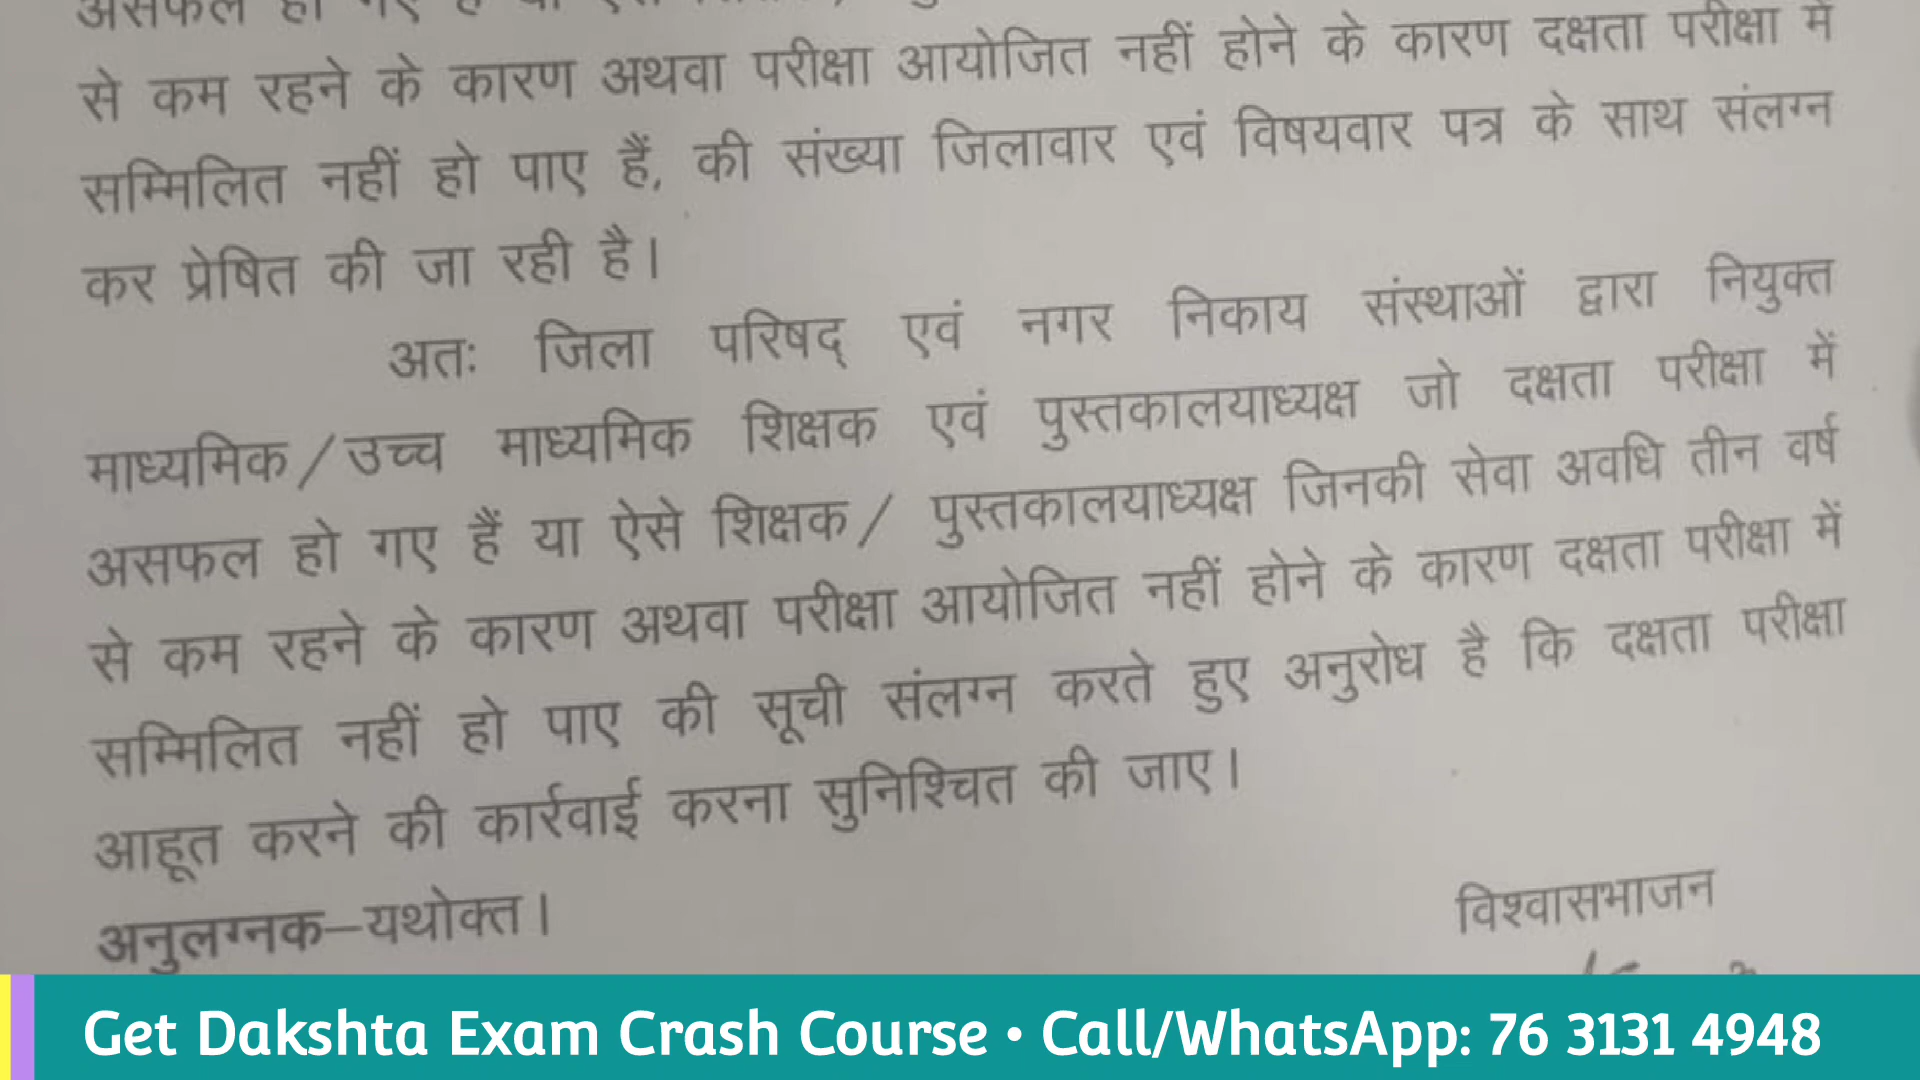 असफल हो गए हैं या
से कम रहने के कारण अथवा परीक्षा आयोजित नहीं होने के कारण दक्षता परीक्षा में
सम्मिलित नहीं हो पाए हैं, की संख्या जिलावार एवं विषयवार पत्र के साथ संलग्न
कर प्रेषित की जा रही है।
अतः जिला परिषद् एवं नगर निकाय संस्थाओं द्वारा नियुक्त
माध्यमिक/उच्च माध्यमिक शिक्षक एवं पुस्तकालयाध्यक्ष जो दक्षता परीक्षा में
असफल हो गए हैं या ऐसे शिक्षक/ पुस्तकालयाध्यक्ष जिनकी सेवा अवधि तीन वर्ष
से कम रहने के कारण अथवा परीक्षा आयोजित नहीं होने के कारण दक्षता परीक्षा में
सम्मिलित नहीं हो पाए की सूची संलग्न करते हुए अनुरोध है कि दक्षता परीक्षा
आहूत करने की कार्रवाई करना सुनिश्चित की जाए।
अनुलग्नक–यथोक्त।
विश्वासभाजन
Get Dakshta Exam Crash Course • Call/WhatsApp: 76 3131 4948